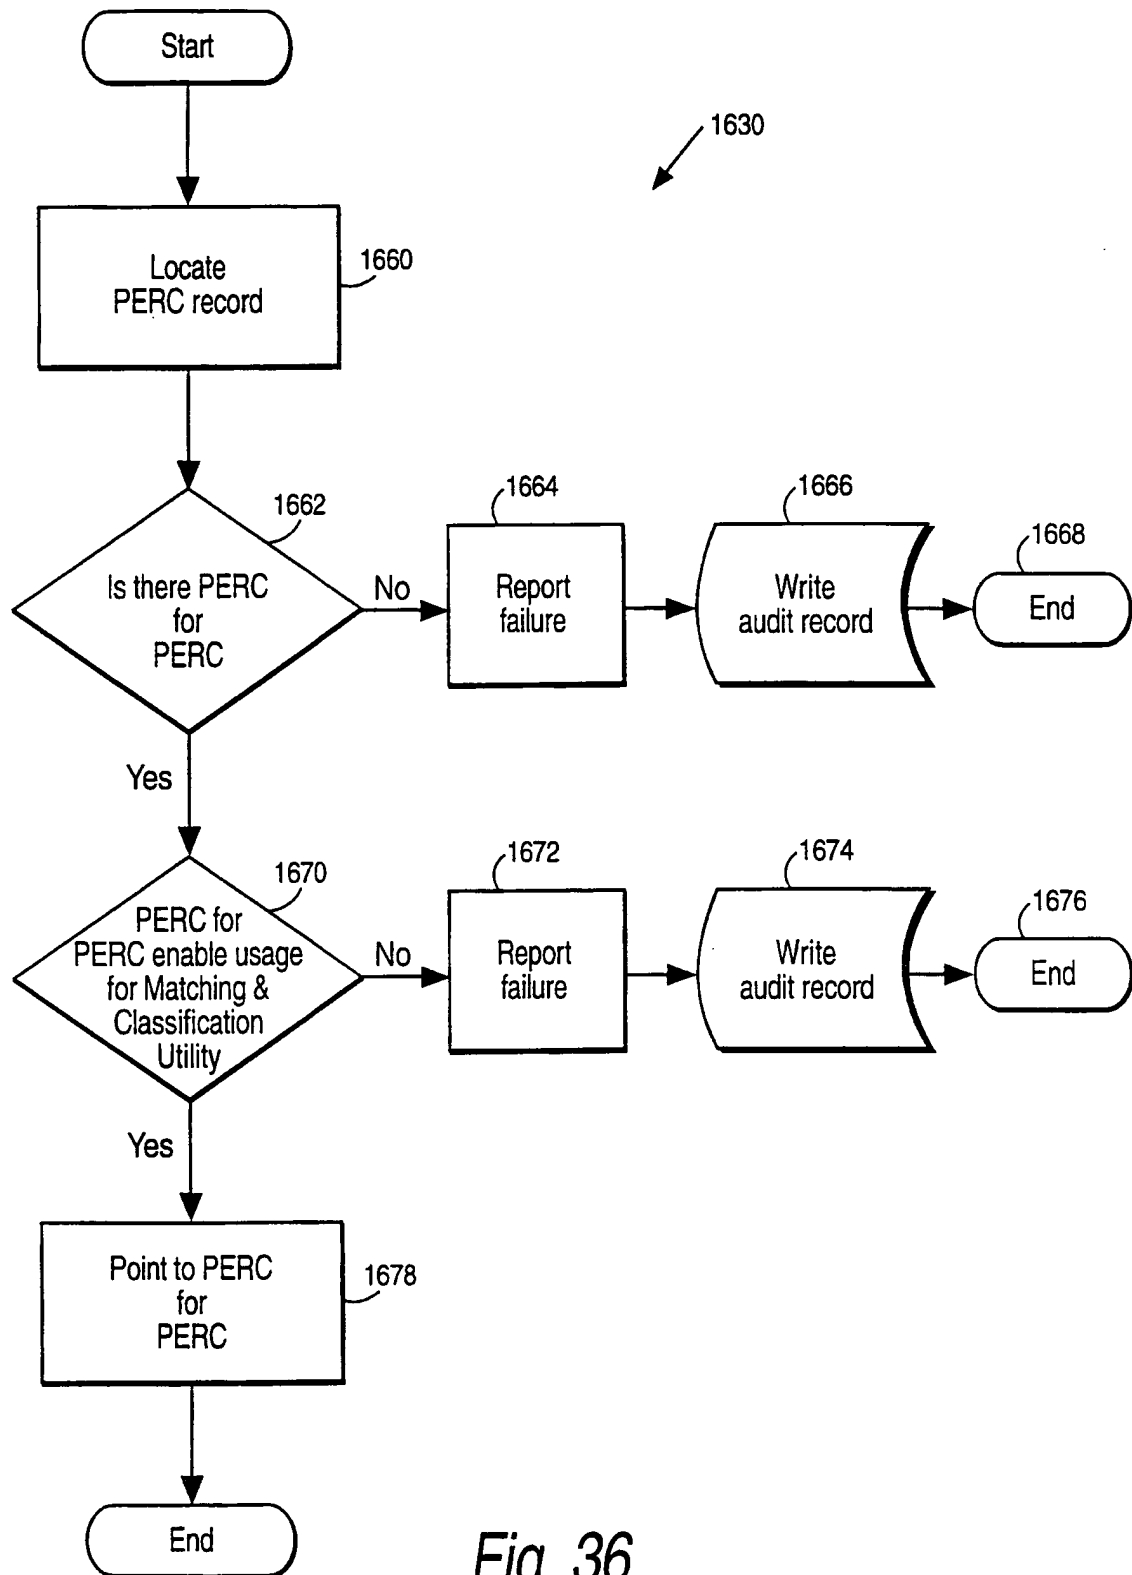 Start
1630
Locate
PERC record
1660
1662
Is there PERC
for
PERC
No
1664
Report
failure
1666
Write
audit record
1668
End
Yes
1670
PERC for
PERC enable usage
for Matching &
Classification
Utility
No
1672
Report
failure
1674
Write
audit record
1676
End
Yes
Point to PERC
for
PERC
1678
End
Fig. 36